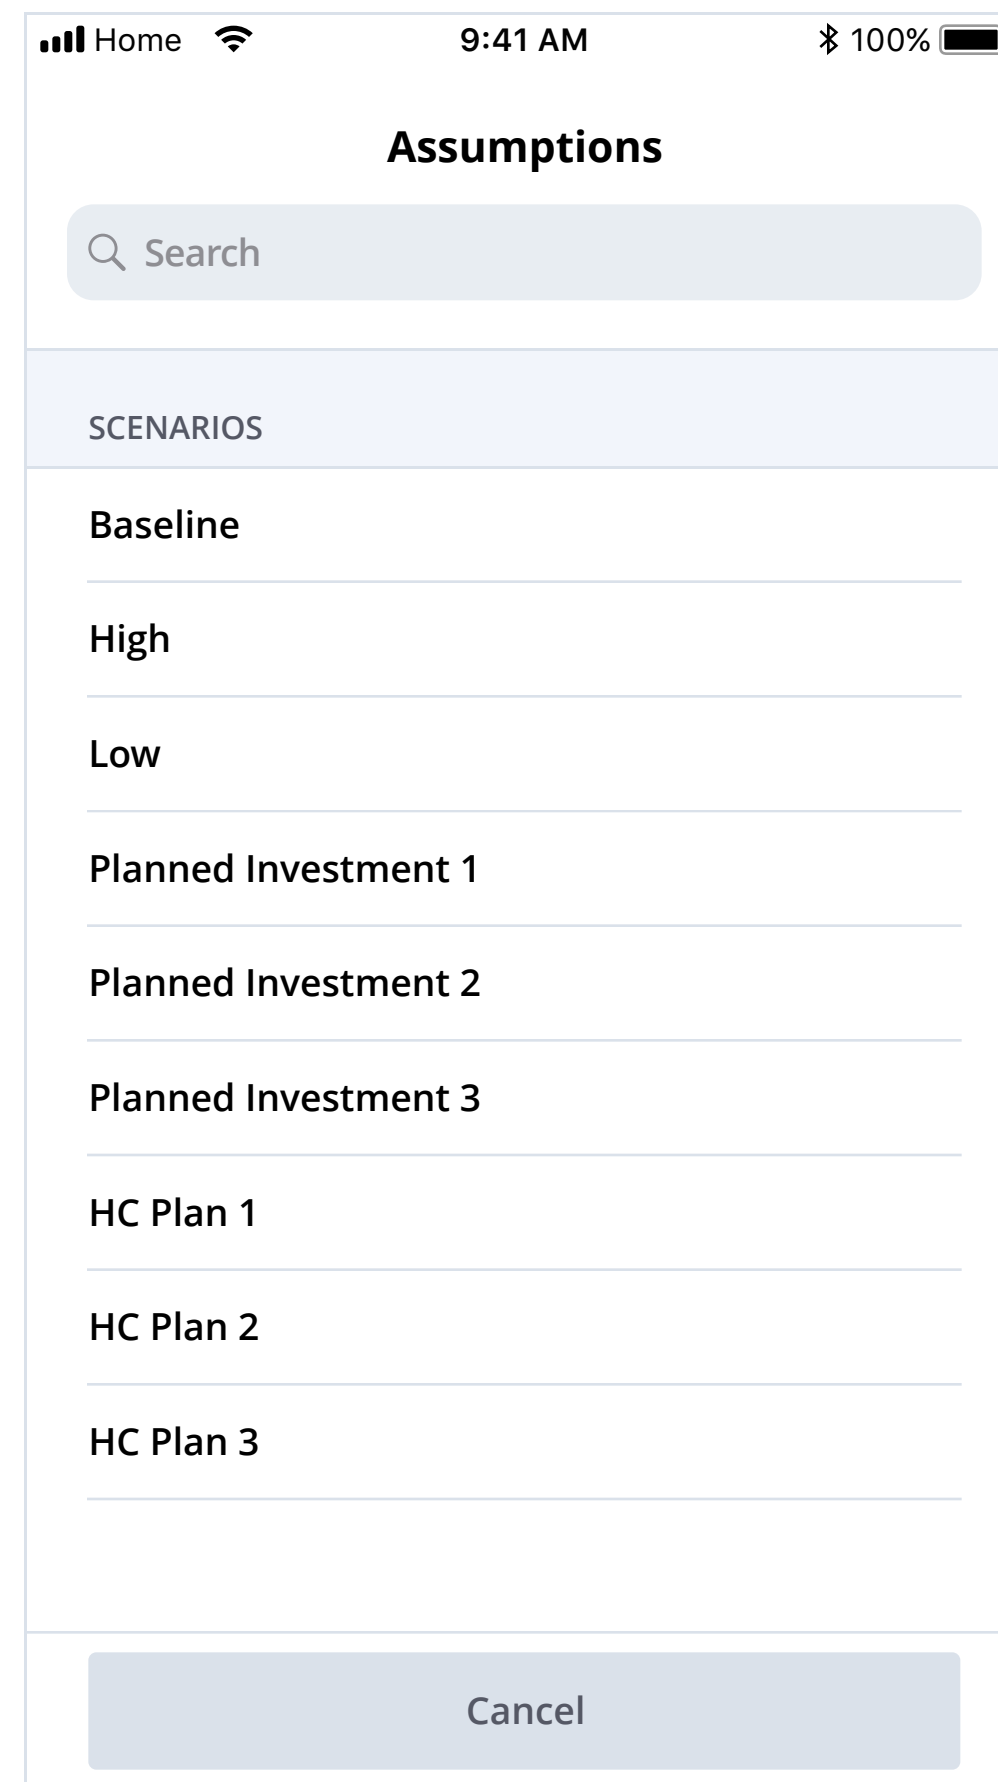 Home 9:41 AM 100%
Assumptions
Search
SCENARIOS
Baseline
High
Low
Planned Investment 1
Planned Investment 2
Planned Investment 3
HC Plan 1
HC Plan 2
HC Plan 3
Cancel